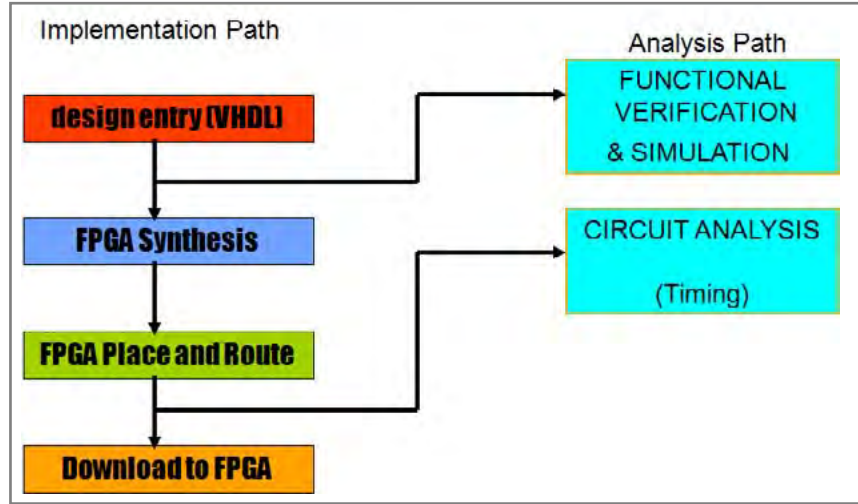 Implementation Path
design entry (VHDL)
FPGA Synthesis
FPGA Place and Route
Download to FPGA
Analysis Path
FUNCTIONAL
VERIFICATION
& SIMULATION
CIRCUIT ANALYSIS
(Timing)